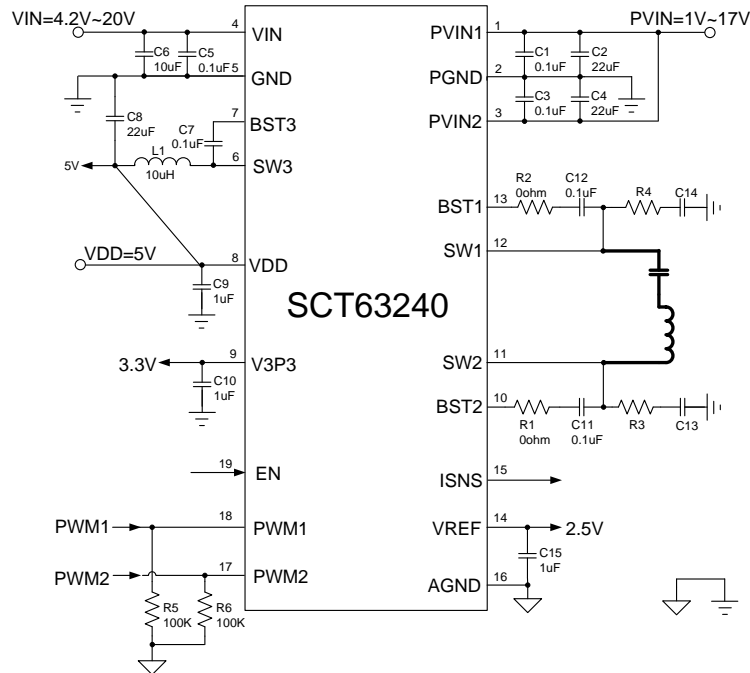 VIN=4.2V~20V
PVIN=1V~17V
4
VIN
C6
10uF
C5
0.1uF
5
GND
C8
22uF
7
BST3
C7
0.1uF
L1
10uH
5V
6
SW3
VDD=5V
8
VDD
C9
1uF
SCT63240
3.3V
9
V3P3
C10
1uF
19
EN
PWM1
18
PWM1
PWM2
17
PWM2
R5
100K
R6
100K
PVIN1
1
C1
0.1uF
C2
22uF
PGND
2
C3
0.1uF
C4
22uF
PVIN2
3
BST1
13
R2
0ohm
C12
0.1uF
R4
C14
SW1
12
SW2
11
BST2
10
R1
0ohm
C11
0.1uF
R3
C13
ISNS
15
VREF
14
2.5V
C15
1uF
AGND
16